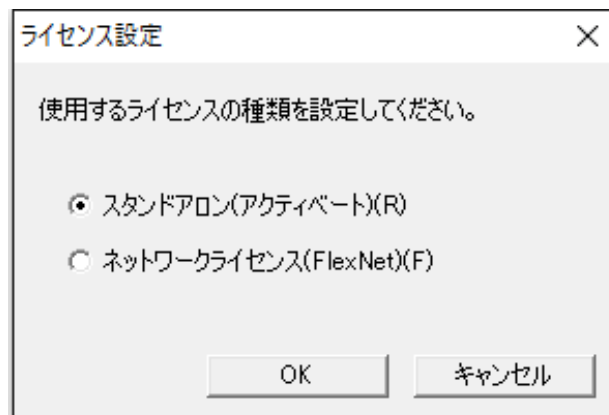 ライセンス設定
使用するライセンスの種類を設定してください。
スタンドアロン(アクティベート)(R)
ネットワークライセンス(FlexNet)(F)
OK
キャンセル